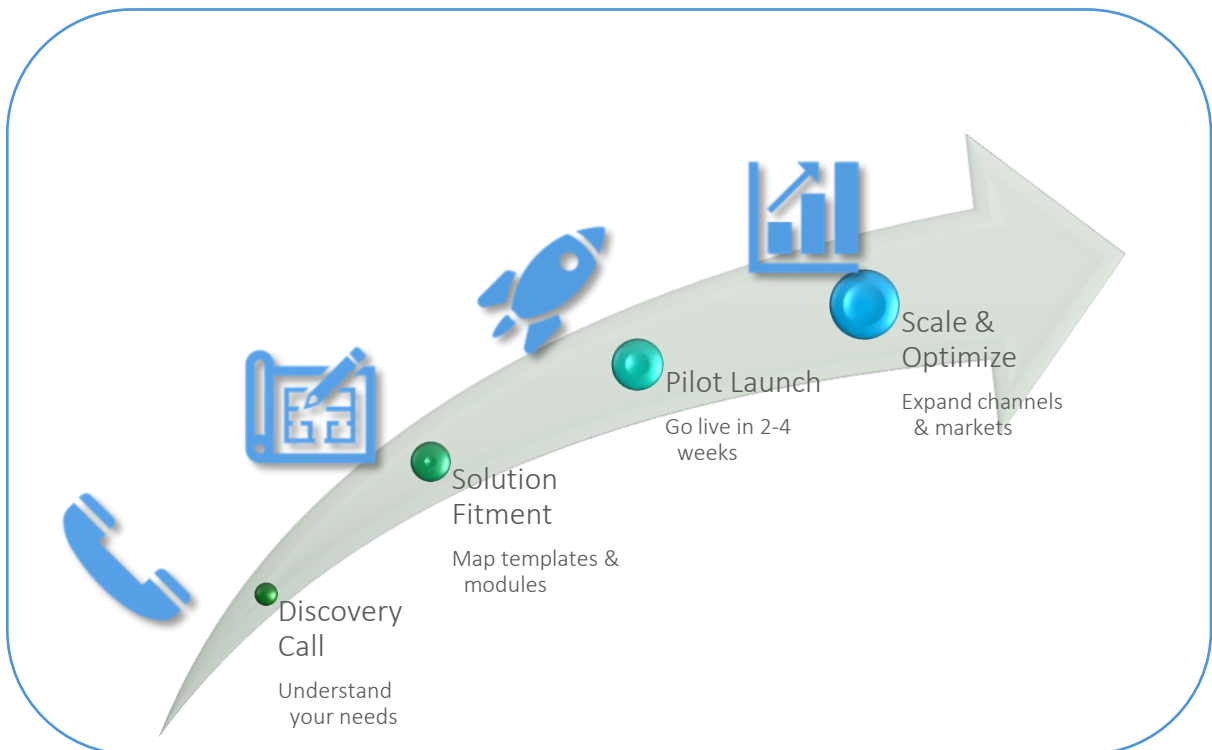 Discovery
Call
Understand
your needs
Solution
Fitment
Map templates &
modules
Pilot Launch
Go live in 2-4
weeks
Scale &
Optimize
Expand channels
& markets